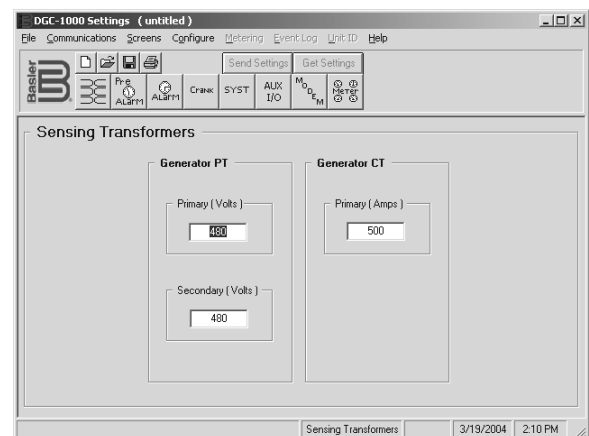 DGC-1000 Settings ( untitled )
File Communications Screens Configure Metering Event Log Unit ID Help
Basler
Send Settings Get Settings
Pre ALarm
ALarm
Crank
SYST
AUX I/O
MODEM
METER
Sensing Transformers
Generator PT
Generator CT
Primary ( Volts )
Primary ( Amps )
480
500
Secondary ( Volts )
480
Sensing Transformers 3/19/2004 2:10 PM